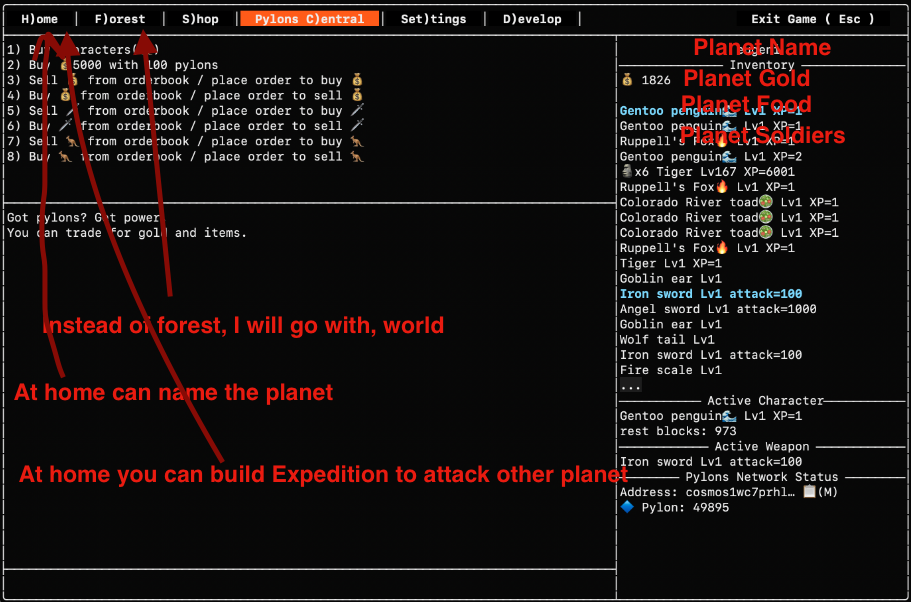 H)ome | F)orest | S)hop | Pylons C)entral | Set)tings | D)evelop | Exit Game ( Esc )
1) Buy
2) Buy 💰5000 with 100 pylons
3) Sell 💰 from orderbook / place order to buy 💰
4) Buy 💰 from orderbook / place order to sell 💰
5) Sell 🗡 from orderbook / place order to buy 🗡
6) Buy 🗡 from orderbook / place order to sell 🗡
7) Sell 🦘 from orderbook / place order to buy 🦘
8) Buy 🦘 from orderbook / place order to sell 🦘
Got pylons? Get power
You can trade for gold and items.
Instead of forest, I will go with, world
At home can name the planet
At home you can build Expedition to attack other planet
Planet Name
Inventory
💰 1826
Planet Gold
Planet Food
Planet Soldiers
Gentoo penguin🌊 Lv1 XP=1
Gentoo penguin🌊 Lv1 XP=1
Ruppell's Fox🔥 Lv1 XP=1
Gentoo penguin🌊 Lv1 XP=2
🗿x6 Tiger Lv167 XP=6001
Ruppell's Fox🔥 Lv1 XP=1
Colorado River toad🥙 Lv1 XP=1
Colorado River toad🥙 Lv1 XP=1
Colorado River toad🥙 Lv1 XP=1
Ruppell's Fox🔥 Lv1 XP=1
Tiger Lv1 XP=1
Goblin ear Lv1
Iron sword Lv1 attack=100
Angel sword Lv1 attack=1000
Goblin ear Lv1
Wolf tail Lv1
Iron sword Lv1 attack=100
Fire scale Lv1
...
Active Character
Gentoo penguin🌊 Lv1 XP=1
rest blocks: 973
Active Weapon
Iron sword Lv1 attack=100
Pylons Network Status
Address: cosmos1wc7prhl… 📋(M)
🔷 Pylon: 49895